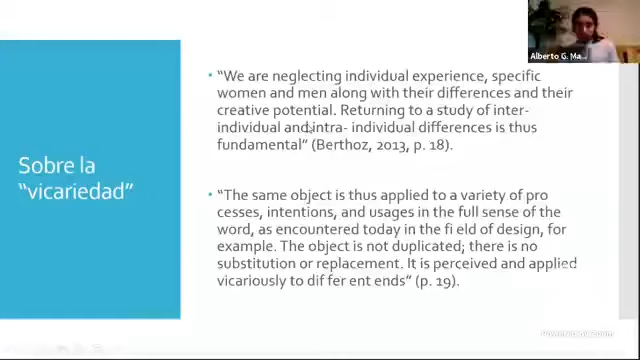 Alberto G. Ma...
Sobre la
“vicariedad”
“We are neglecting individual experience, specific
women and men along with their differences and their
creative potential. Returning to a study of inter-
individual and intra- individual differences is thus
fundamental” (Berthoz, 2013, p. 18).
“The same object is thus applied to a variety of pro
cesses, intentions, and usages in the full sense of the
word, as encountered today in the fi eld of design, for
example. The object is not duplicated; there is no
substitution or replacement. It is perceived and applied
vicariously to dif fer ent ends” (p. 19).
Powered by Zoom